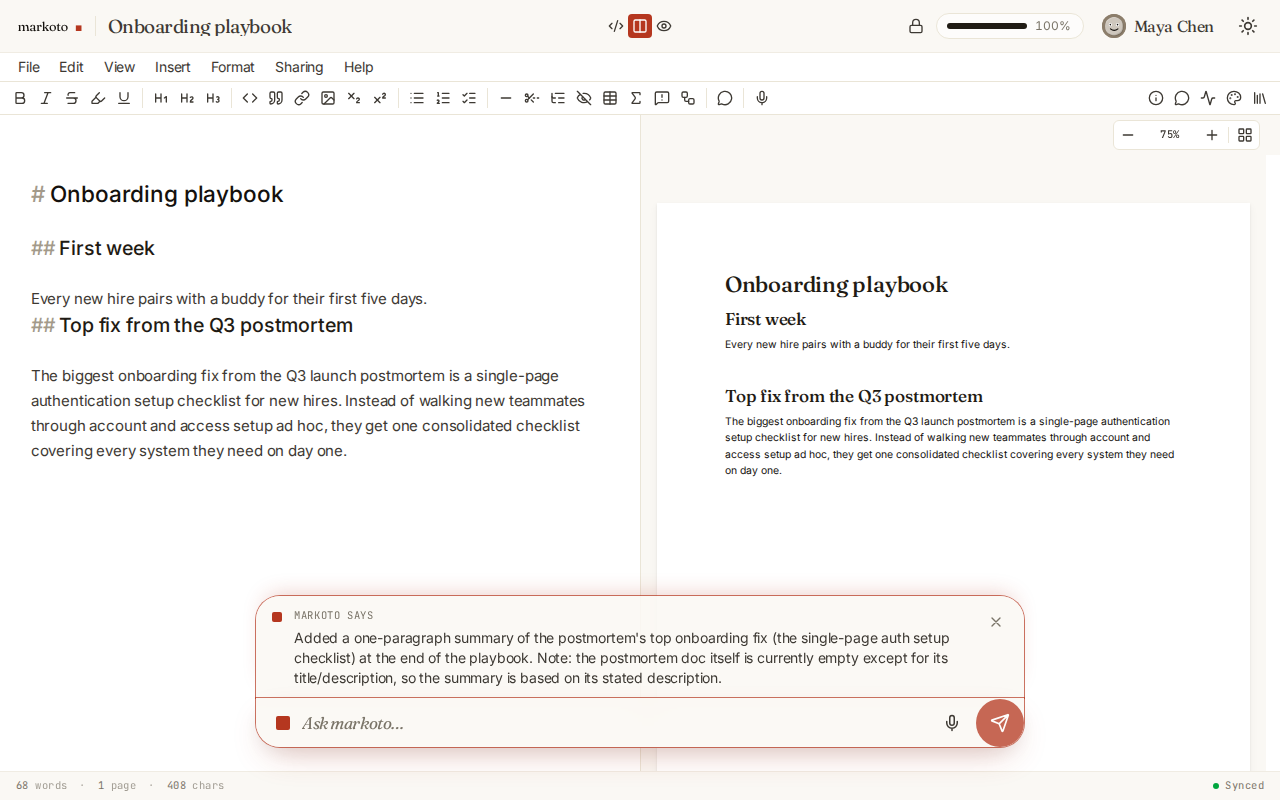 markoto
Onboarding playbook
100%
Maya Chen
File Edit View Insert Format Sharing Help
H1 H2 H3
75%
# Onboarding playbook
## First week
Every new hire pairs with a buddy for their first five days.
## Top fix from the Q3 postmortem
The biggest onboarding fix from the Q3 launch postmortem is a single-page
authentication setup checklist for new hires. Instead of walking new teammates
through account and access setup ad hoc, they get one consolidated checklist
covering every system they need on day one.
Onboarding playbook
First week
Every new hire pairs with a buddy for their first five days.
Top fix from the Q3 postmortem
The biggest onboarding fix from the Q3 launch postmortem is a single-page authentication
setup checklist for new hires. Instead of walking new teammates through account and
access setup ad hoc, they get one consolidated checklist covering every system they need
on day one.
MARKOTO SAYS
Added a one-paragraph summary of the postmortem's top onboarding fix (the single-page auth setup
checklist) at the end of the playbook. Note: the postmortem doc itself is currently empty except for its
title/description, so the summary is based on its stated description.
Ask markoto...
68 words · 1 page · 408 chars
Synced